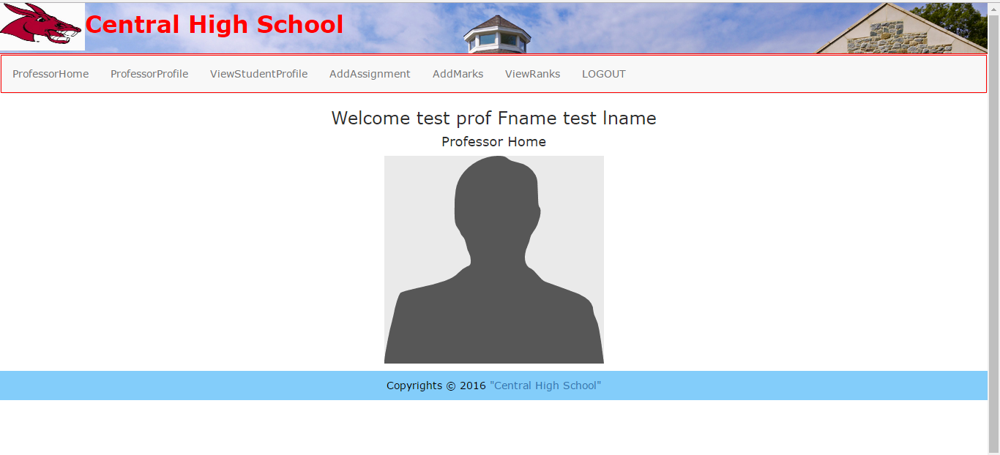 Central High School
ProfessorHome ProfessorProfile ViewStudentProfile AddAssignment AddMarks ViewRanks LOGOUT
Welcome test prof Fname test lname
Professor Home
Copyrights © 2016 "Central High School"